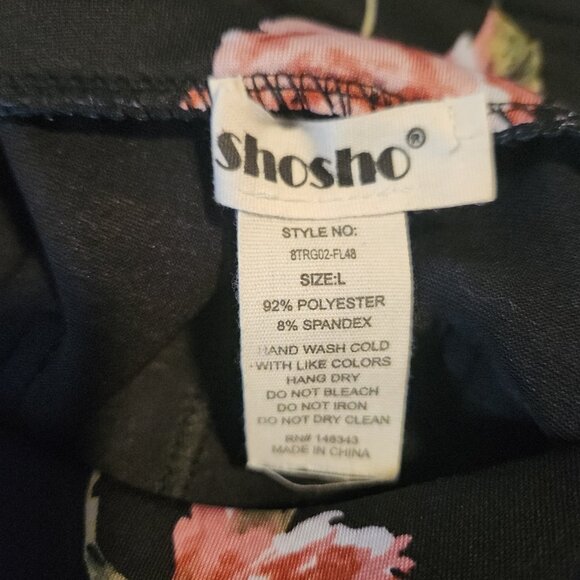 Shosho®
STYLE NO:
8TRG02-FL48
SIZE:L
92% POLYESTER
8% SPANDEX
HAND WASH COLD
WITH LIKE COLORS
HANG DRY
DO NOT BLEACH
DO NOT IRON
DO NOT DRY CLEAN
RN# 148343
MADE IN CHINA